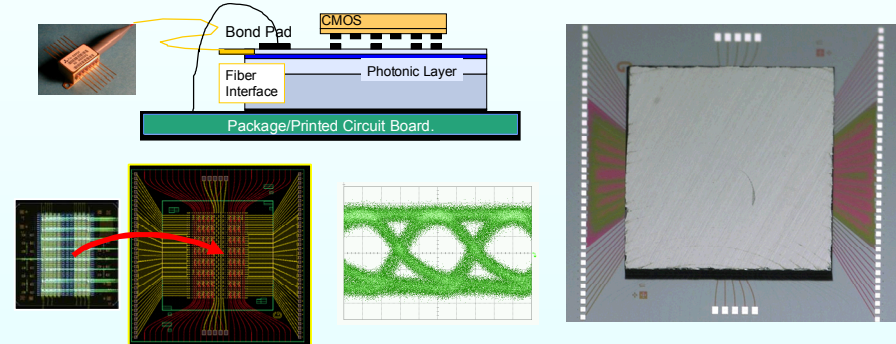 CMOS
Bond Pad
Fiber
Interface
Photonic Layer
Package/Printed Circuit Board.